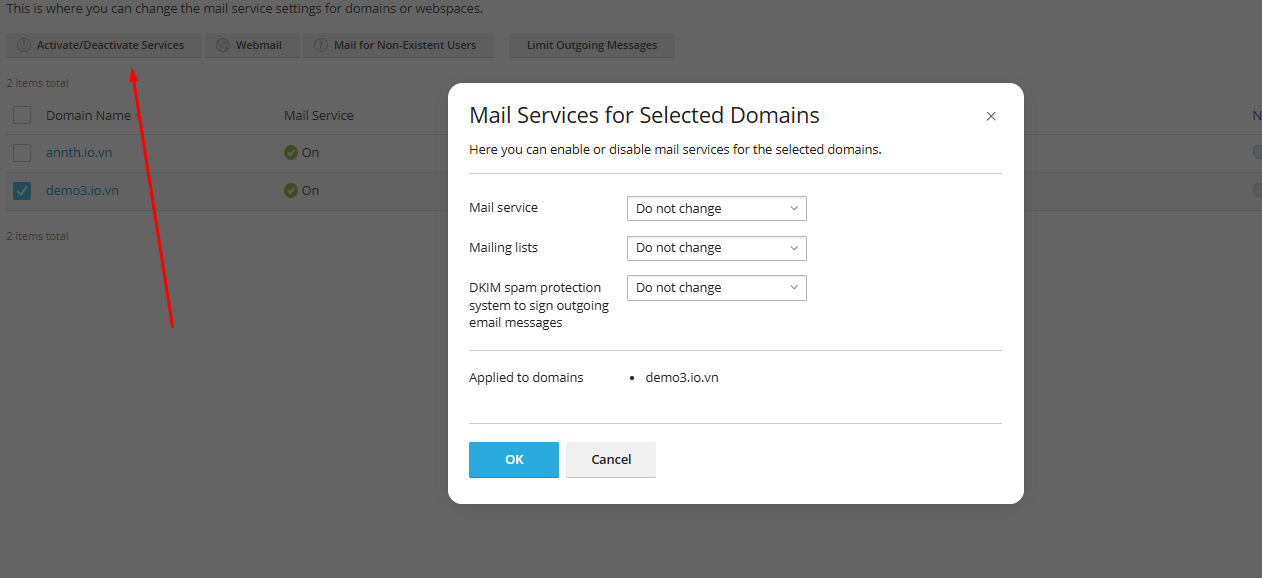 This is where you can change the mail service settings for domains or webspaces.
Activate/Deactivate Services Webmail Mail for Non-Existent Users Limit Outgoing Messages
2 items total
Domain Name Mail Service N
annth.io.vn On
demo3.io.vn On
2 items total
Mail Services for Selected Domains
Here you can enable or disable mail services for the selected domains.
Mail service Do not change
Mailing lists Do not change
DKIM spam protection Do not change
system to sign outgoing
email messages
Applied to domains • demo3.io.vn
OK Cancel